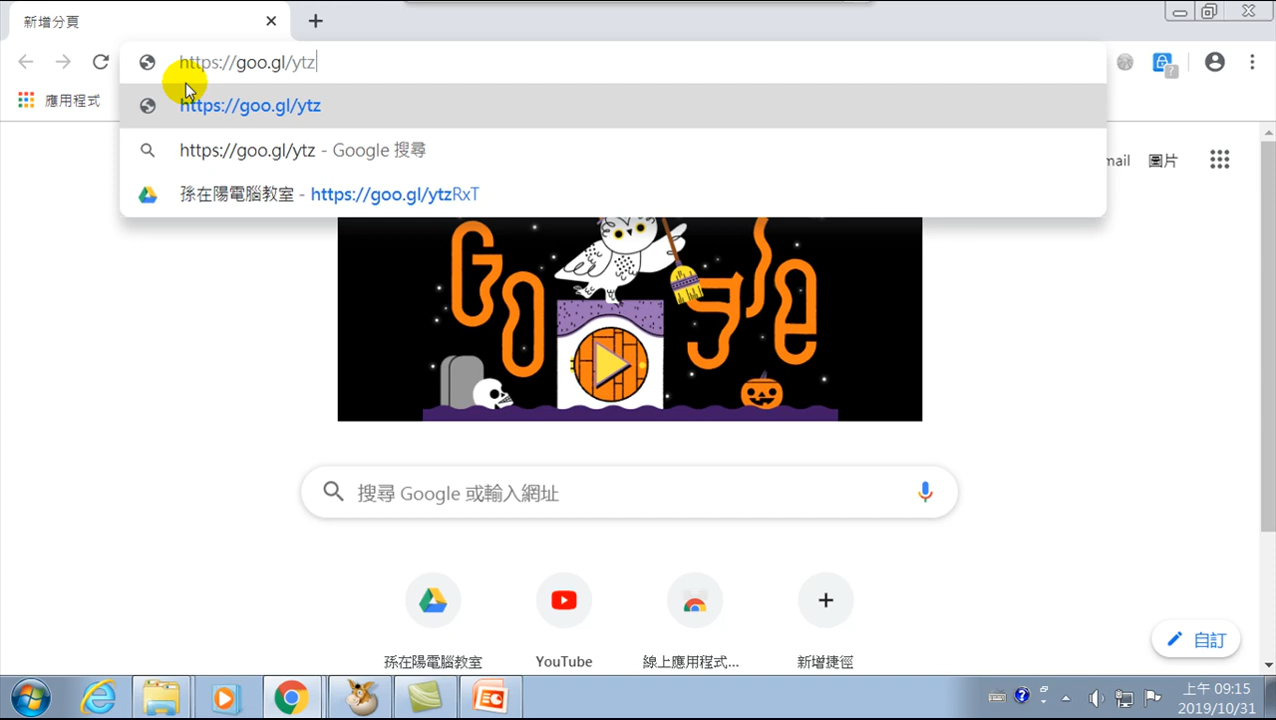 新增分頁
https://goo.gl/ytz
應用程式
https://goo.gl/ytz
https://goo.gl/ytz - Google 搜尋
孫在陽電腦教室 - https://goo.gl/ytzRxT
mail 圖片
Google
搜尋 Google 或輸入網址
孫在陽電腦教室 YouTube 線上應用程式... 新增捷徑
自訂
上午 09:15
2019/10/31